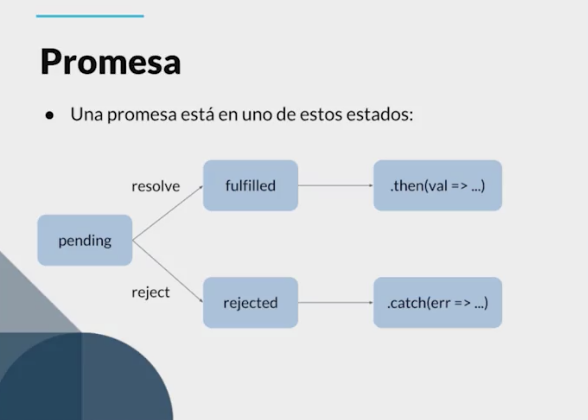 Promesa
● Una promesa está en uno de estos estados:
resolve
fulfilled
.then(val => ...)
pending
reject
rejected
.catch(err => ...)